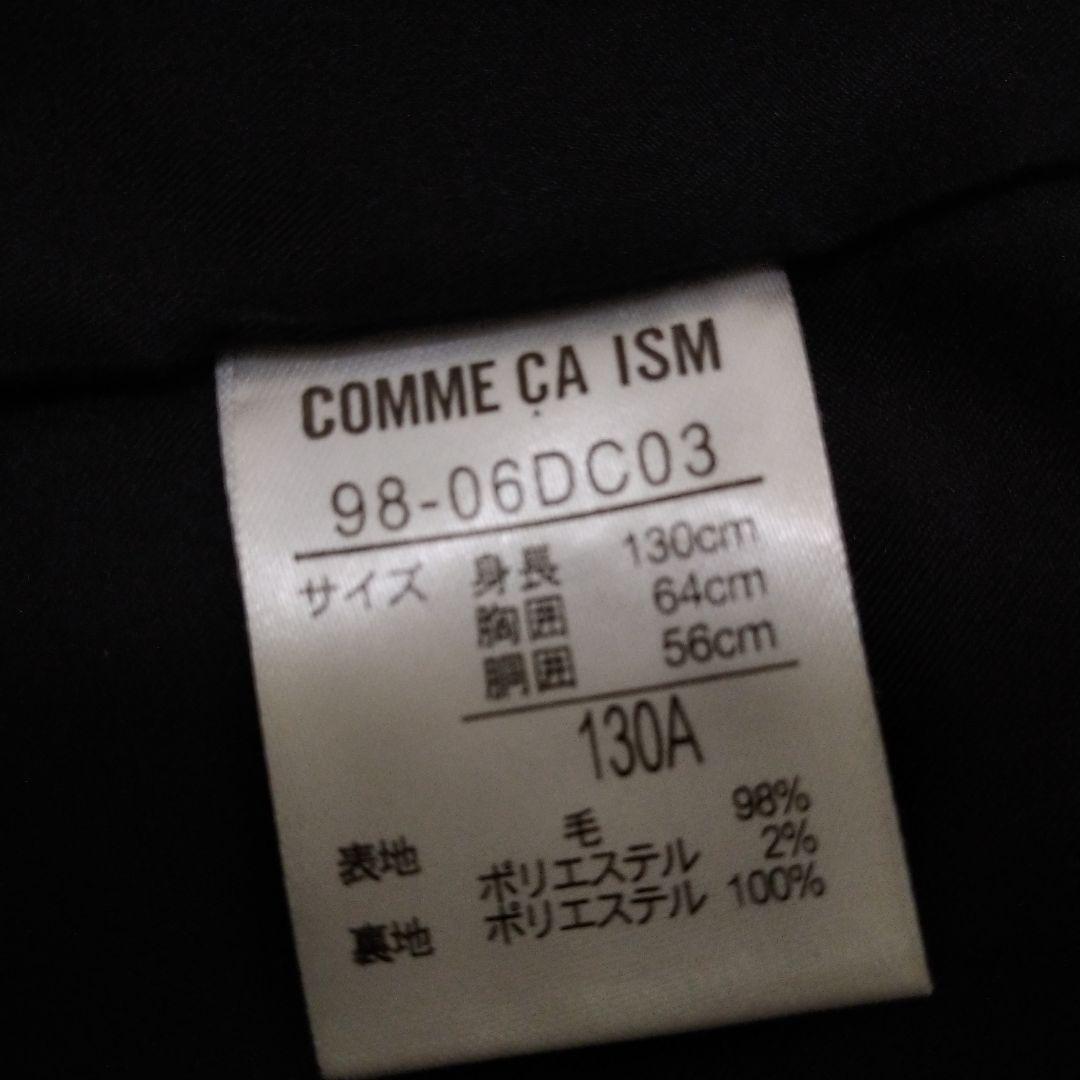 COMME ÇA ISM
98-06DC03
サイズ 身長 130cm
胸囲 64cm
胴囲 56cm
130A
表地 毛 98%
ポリエステル 2%
裏地 ポリエステル 100%